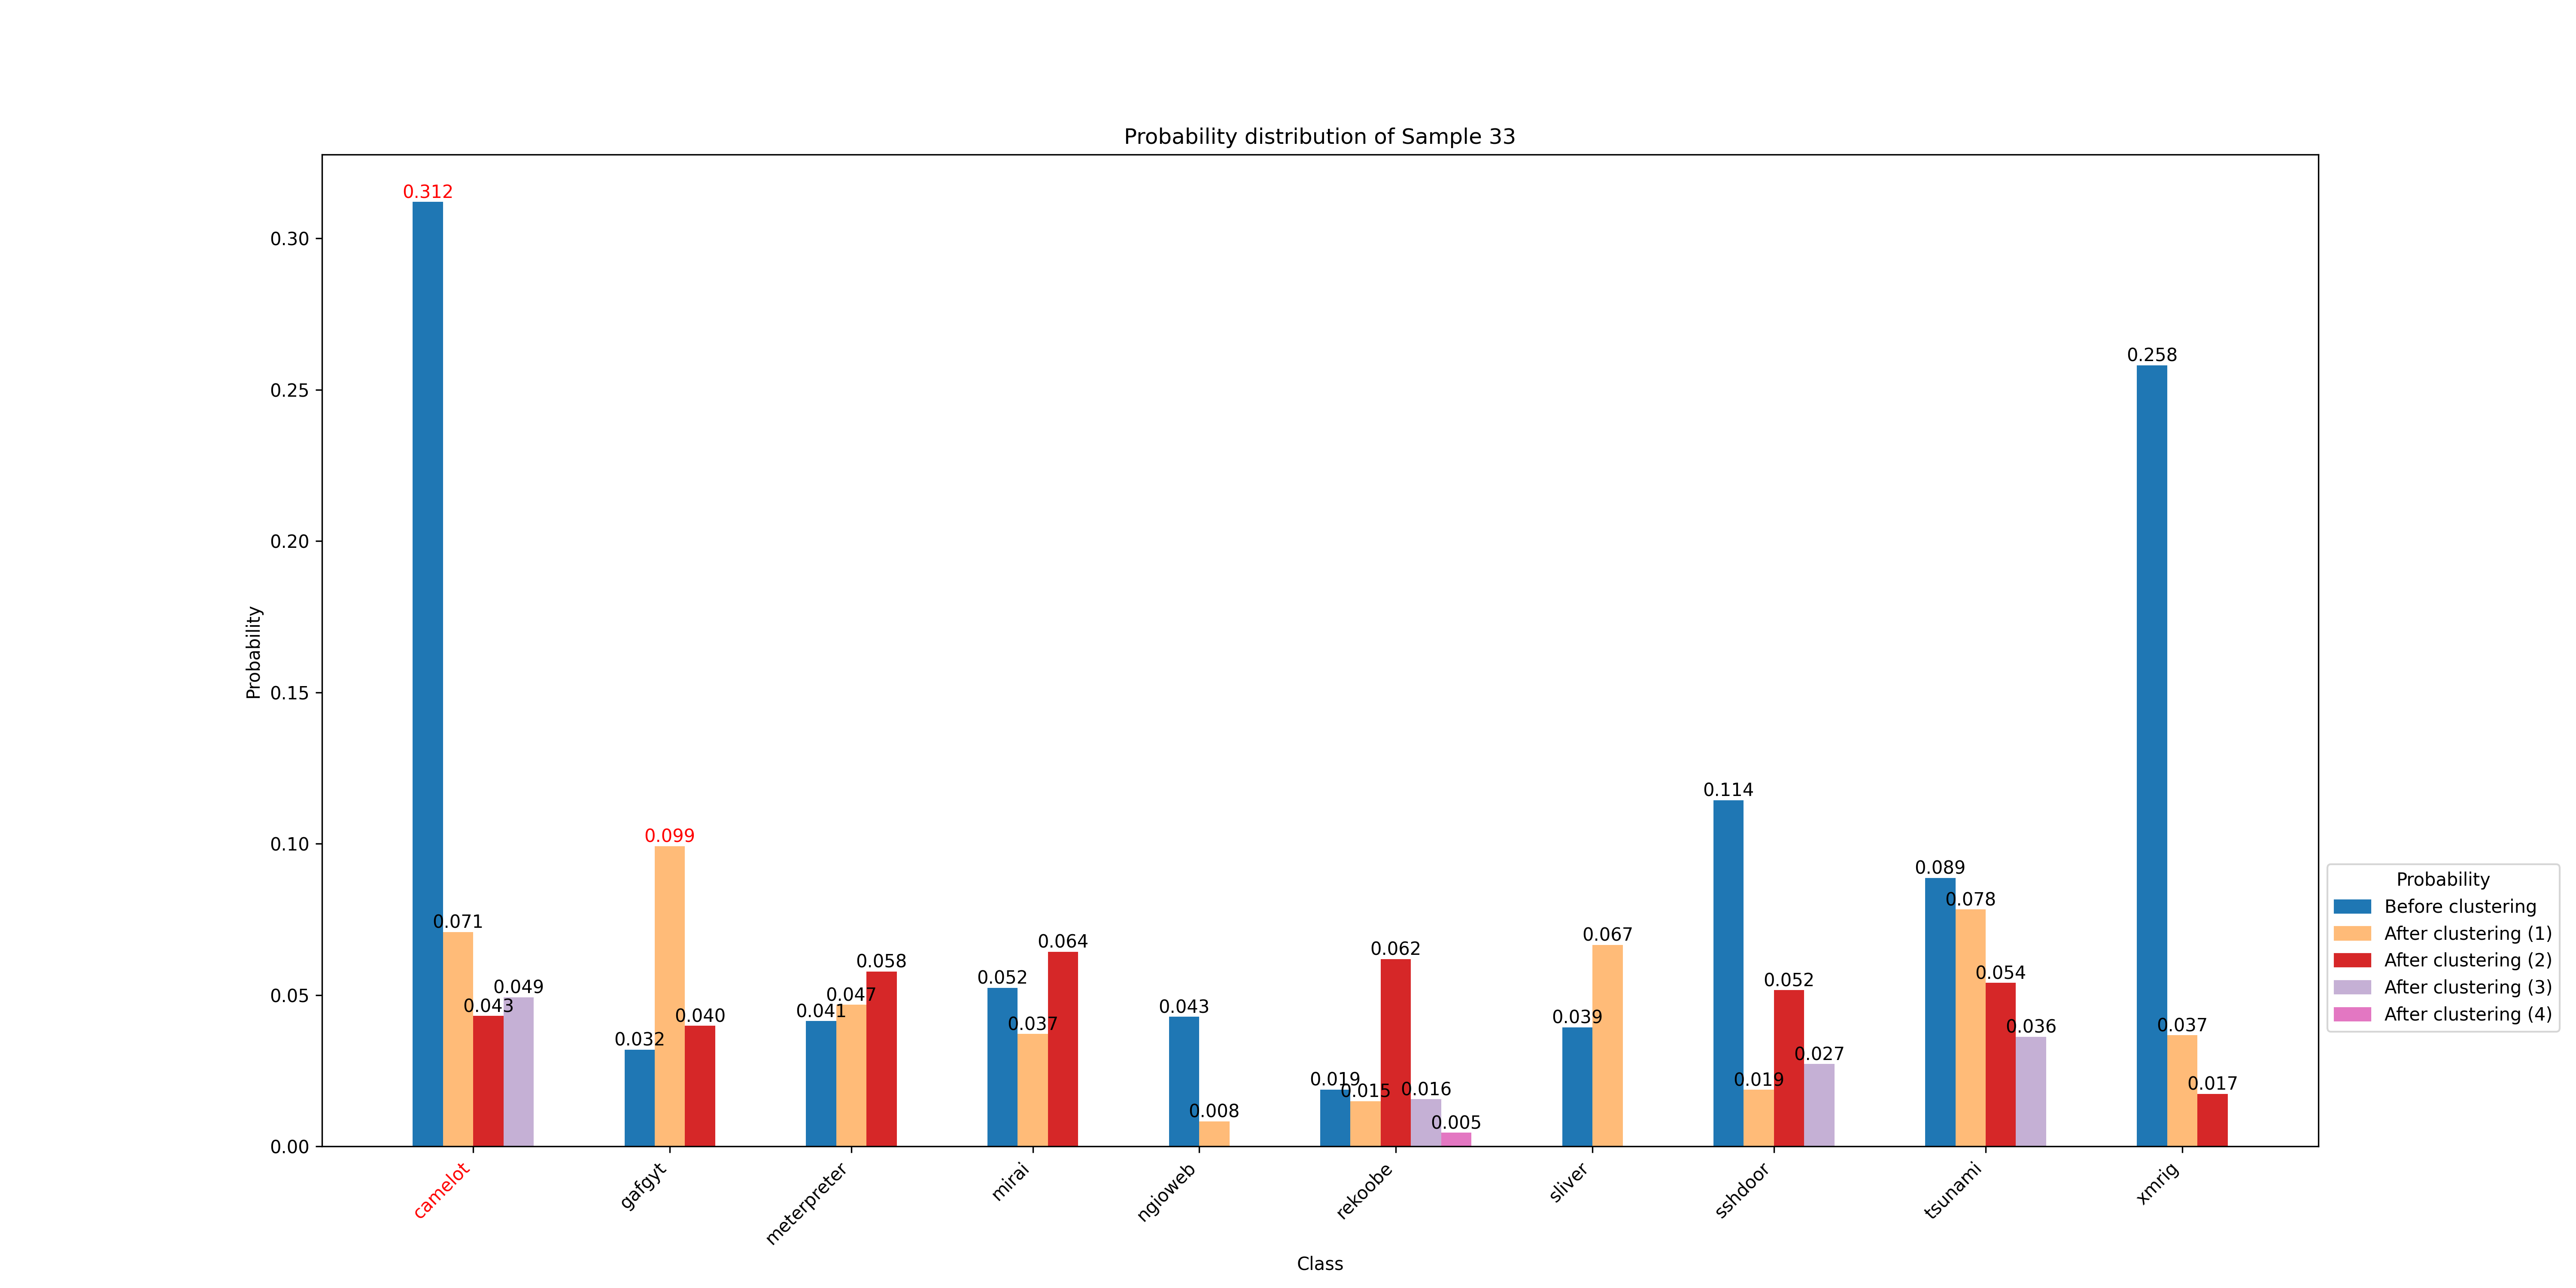 Probability distribution of Sample 33
Probability
0.30
0.25
0.20
0.15
0.10
0.05
0.00
0.312
0.071
0.043
0.049
0.032
0.099
0.040
0.041
0.047
0.058
0.052
0.037
0.064
0.043
0.008
0.019
0.015
0.062
0.016
0.005
0.039
0.067
0.114
0.019
0.052
0.027
0.089
0.078
0.054
0.036
0.258
0.037
0.017
camelot
gafgyt
meterpreter
mirai
ngioweb
rekoobe
sliver
sshdoor
tsunami
xmrig
Class
Probability
Before clustering
After clustering (1)
After clustering (2)
After clustering (3)
After clustering (4)